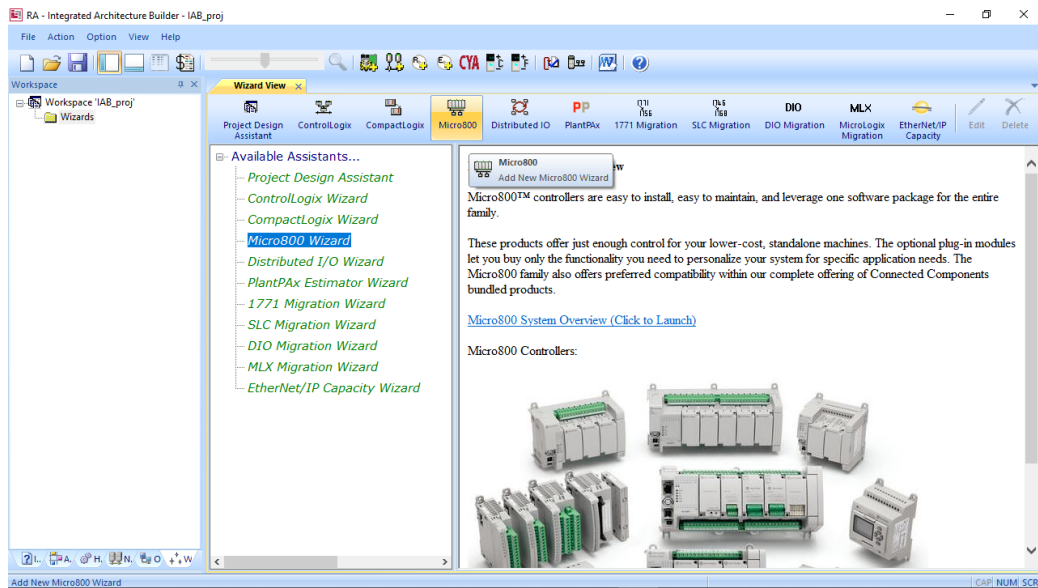 RA - Integrated Architecture Builder - IAB_proj
File Action Option View Help
CYA
Workspace
Wizard View
Workspace 'IAB_proj'
Wizards
Project Design Assistant
ControlLogix
CompactLogix
Micro800
Distributed IO
PP
PlantPAx
1771 Migration
SLC Migration
DIO
DIO Migration
MLX
MicroLogix Migration
EtherNet/IP Capacity
Edit
Delete
Available Assistants...
Project Design Assistant
ControlLogix Wizard
CompactLogix Wizard
Micro800 Wizard
Distributed I/O Wizard
PlantPAx Estimator Wizard
1771 Migration Wizard
SLC Migration Wizard
DIO Migration Wizard
MLX Migration Wizard
EtherNet/IP Capacity Wizard
Micro800
Add New Micro800 Wizard
Micro800™ controllers are easy to install, easy to maintain, and leverage one software package for the entire
family.
These products offer just enough control for your lower-cost, standalone machines. The optional plug-in modules
let you buy only the functionality you need to personalize your system for specific application needs. The
Micro800 family also offers preferred compatibility within our complete offering of Connected Components
bundled products.
Micro800 System Overview (Click to Launch)
Micro800 Controllers:
I... A. H. N. O W
Add New Micro800 Wizard
CAP NUM SCR